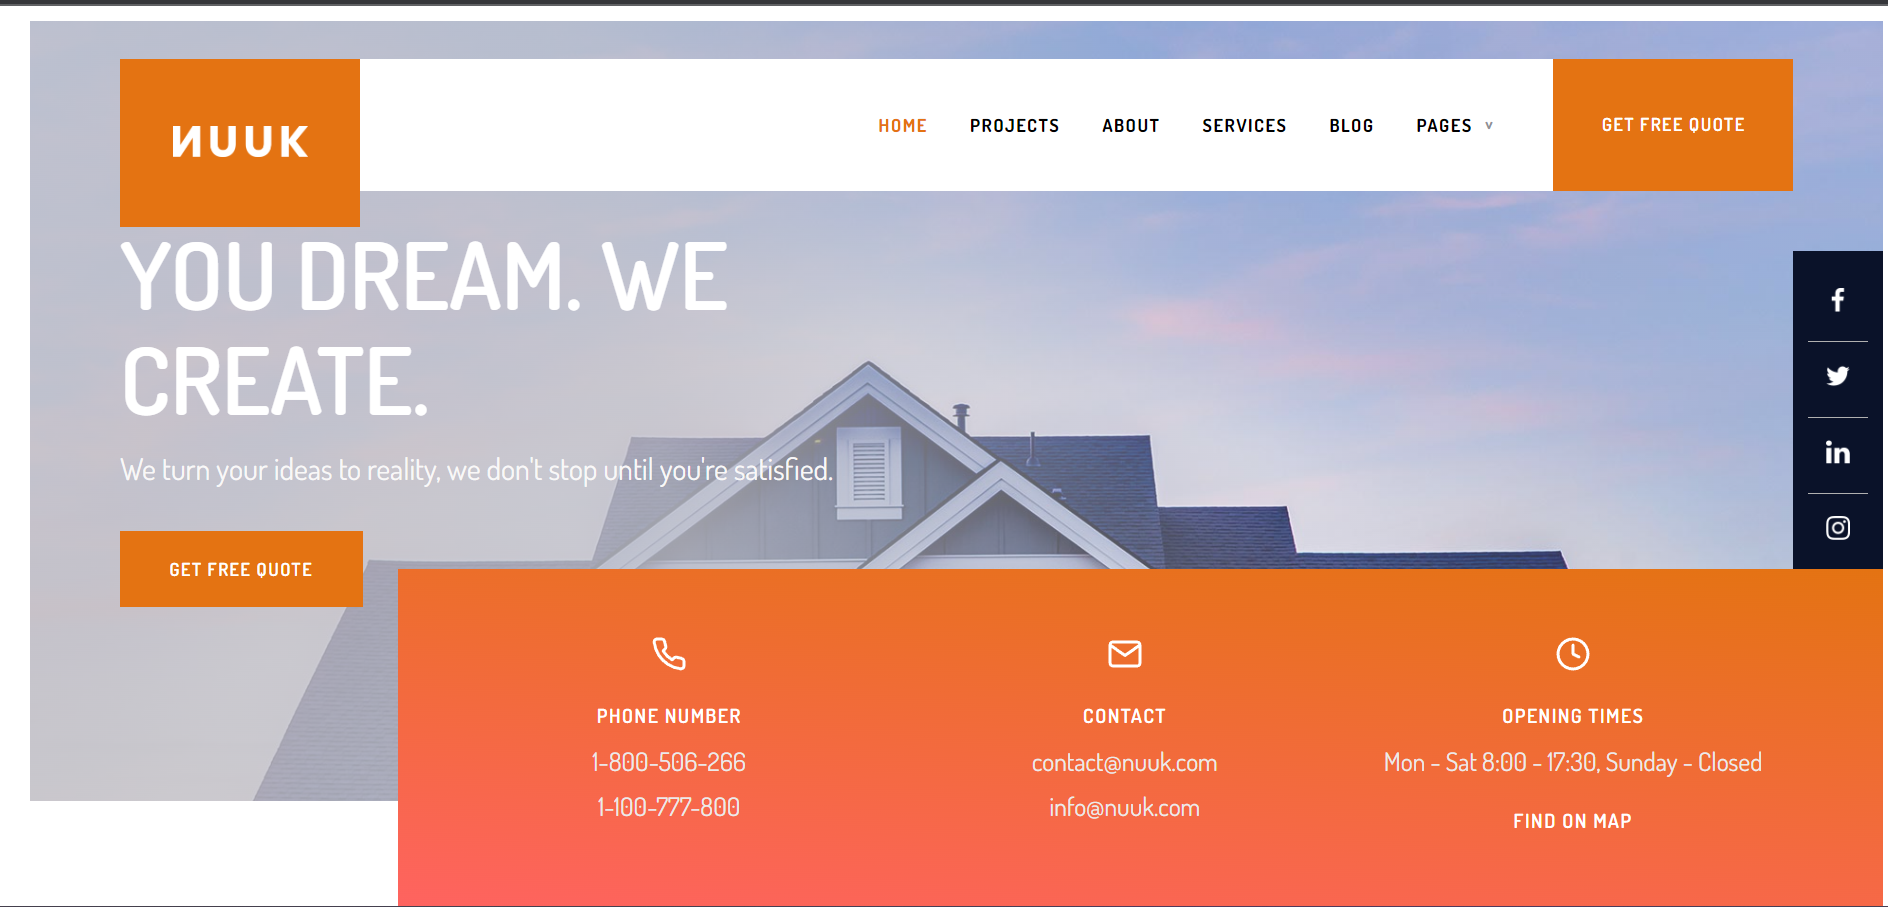 NUUK
HOME PROJECTS ABOUT SERVICES BLOG PAGES v
GET FREE QUOTE
YOU DREAM. WE
CREATE.
We turn your ideas to reality, we don't stop until you're satisfied.
GET FREE QUOTE
PHONE NUMBER
1-800-506-266
1-100-777-800
CONTACT
contact@nuuk.com
info@nuuk.com
OPENING TIMES
Mon - Sat 8:00 - 17:30, Sunday - Closed
FIND ON MAP